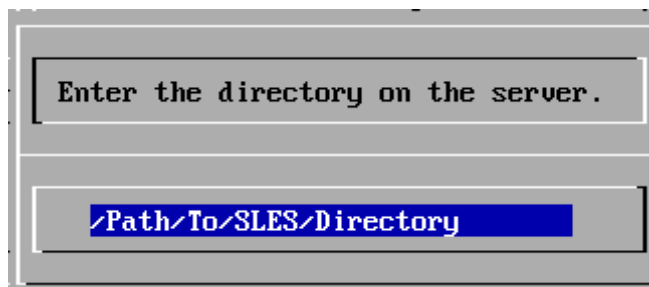 Enter the directory on the server.
/Path/To/SLES/Directory